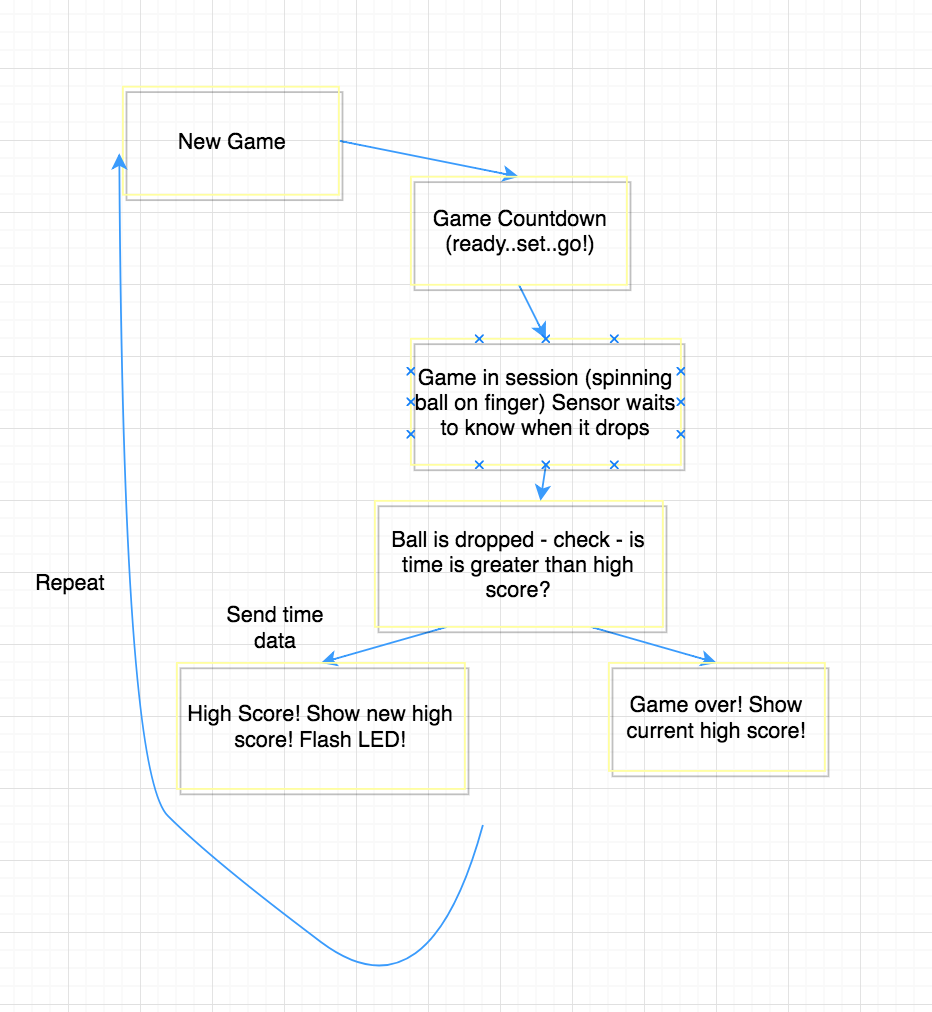 New Game
Game Countdown
(ready..set..go!)
Game in session (spinning
ball on finger) Sensor waits
to know when it drops
Ball is dropped - check - is
time is greater than high
score?
Repeat
Send time
data
High Score! Show new high
score! Flash LED!
Game over! Show
current high score!